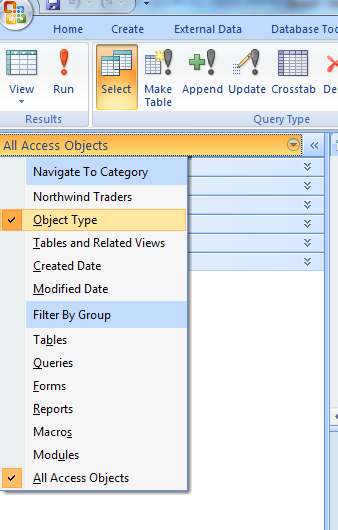 Home Create External Data Database Too
View Run Select Make Table Append Update Crosstab De
Results Query Type
All Access Objects
Navigate To Category
Northwind Traders
Object Type
Tables and Related Views
Created Date
Modified Date
Filter By Group
Tables
Queries
Forms
Reports
Macros
Modules
All Access Objects